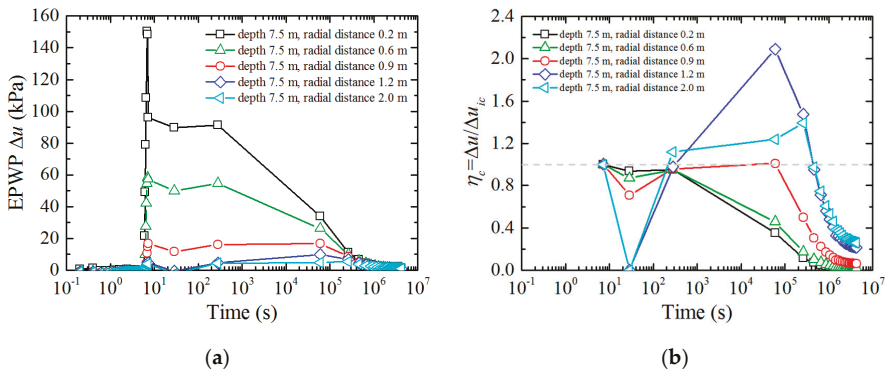 160
140
120
100
80
60
40
20
0
EPWP Δu (kPa)
depth 7.5 m, radial distance 0.2 m
depth 7.5 m, radial distance 0.6 m
depth 7.5 m, radial distance 0.9 m
depth 7.5 m, radial distance 1.2 m
depth 7.5 m, radial distance 2.0 m
10⁻¹ 10⁰ 10¹ 10² 10³ 10⁴ 10⁵ 10⁶ 10⁷
Time (s)
(a)
2.8
2.4
2.0
1.6
1.2
0.8
0.4
0.0
η_c = Δu/Δu_ic
depth 7.5 m, radial distance 0.2 m
depth 7.5 m, radial distance 0.6 m
depth 7.5 m, radial distance 0.9 m
depth 7.5 m, radial distance 1.2 m
depth 7.5 m, radial distance 2.0 m
10⁰ 10¹ 10² 10³ 10⁴ 10⁵ 10⁶ 10⁷
Time (s)
(b)